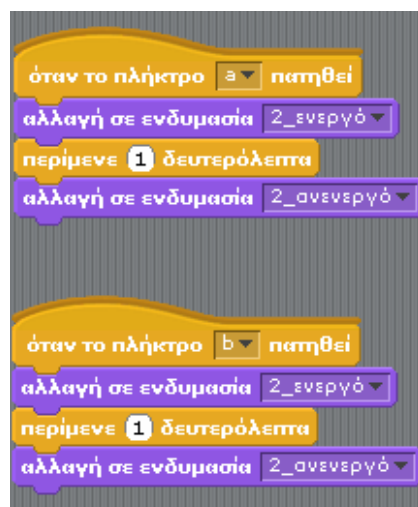 όταν το πλήκτρο a πατηθεί
αλλαγή σε ενδυμασία 2_ενεργό
περίμενε 1 δευτερόλεπτα
αλλαγή σε ενδυμασία 2_ανενεργό
όταν το πλήκτρο b πατηθεί
αλλαγή σε ενδυμασία 2_ενεργό
περίμενε 1 δευτερόλεπτα
αλλαγή σε ενδυμασία 2_ανενεργό